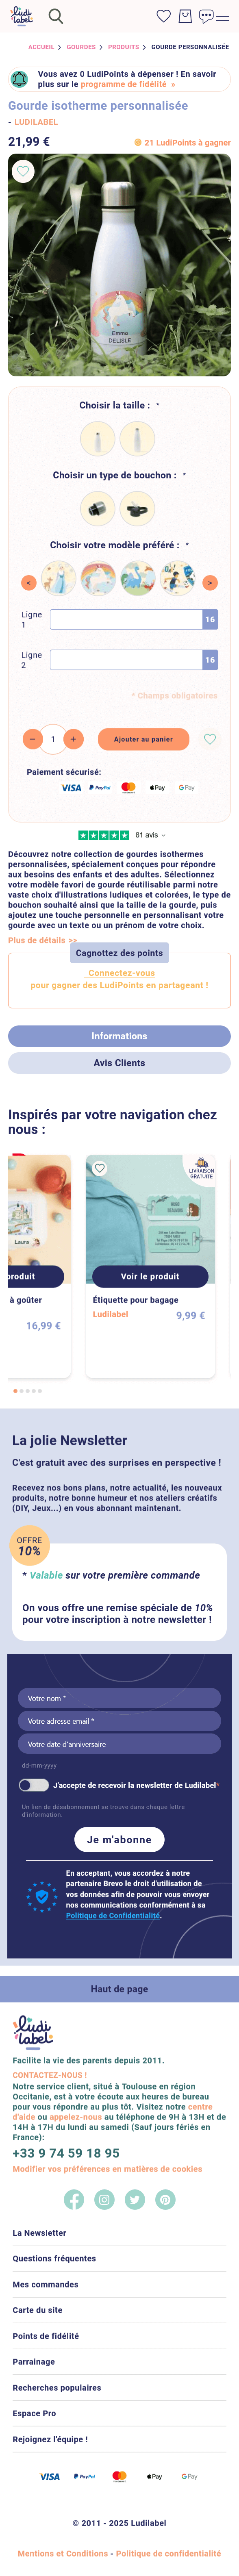 Ludi
label
ACCUEIL > GOURDES > PRODUITS > GOURDE PERSONNALISÉE
Vous avez 0 LudiPoints à dépenser ! En savoir
plus sur le programme de fidélité »
Gourde isotherme personnalisée
- LUDILABEL
21,99 €
21 LudiPoints à gagner
Emma
DELISLE
Choisir la taille : *
Choisir un type de bouchon : *
Choisir votre modèle préféré : *
<
>
Ligne
1
16
Ligne
2
16
* Champs obligatoires
− 1 +
Ajouter au panier
Paiement sécurisé:
VISA PayPal mastercard Apple Pay G Pay
61 avis
Découvrez notre collection de gourdes isothermes
personnalisées, spécialement conçues pour répondre
aux besoins des enfants et des adultes. Sélectionnez
votre modèle favori de gourde réutilisable parmi notre
vaste choix d'illustrations ludiques et colorées, le type de
bouchon souhaité ainsi que la taille de la gourde, puis
ajoutez une touche personnelle en personnalisant votre
gourde avec un texte ou un prénom de votre choix.
Plus de détails >>
Cagnottez des points
Connectez-vous
pour gagner des LudiPoints en partageant !
Informations
Avis Clients
Inspirés par votre navigation chez
nous :
Laura
produit
à goûter
16,99 €
LIVRAISON
GRATUITE
Voir le produit
Étiquette pour bagage
Ludilabel
9,99 €
La jolie Newsletter
C'est gratuit avec des surprises en perspective !
Recevez nos bons plans, notre actualité, les nouveaux
produits, notre bonne humeur et nos ateliers créatifs
(DIY, Jeux...) en vous abonnant maintenant.
OFFRE
10%
* Valable sur votre première commande
On vous offre une remise spéciale de 10%
pour votre inscription à notre newsletter !
Votre nom *
Votre adresse email *
Votre date d'anniversaire
dd-mm-yyyy
J'accepte de recevoir la newsletter de Ludilabel*
Un lien de désabonnement se trouve dans chaque lettre
d'information.
Je m'abonne
En acceptant, vous accordez à notre
partenaire Brevo le droit d'utilisation de
vos données afin de pouvoir vous envoyer
nos communications conformément à sa
Politique de Confidentialité.
Haut de page
Ludi
label
Facilite la vie des parents depuis 2011.
CONTACTEZ-NOUS !
Notre service client, situé à Toulouse en région
Occitanie, est à votre écoute aux heures de bureau
pour vous répondre au plus tôt. Visitez notre centre
d'aide ou appelez-nous au téléphone de 9H à 13H et de
14H à 17H du lundi au samedi (Sauf jours fériés en
France):
+33 9 74 59 18 95
Modifier vos préférences en matières de cookies
La Newsletter
Questions fréquentes
Mes commandes
Carte du site
Points de fidélité
Parrainage
Recherches populaires
Espace Pro
Rejoignez l'équipe !
VISA PayPal mastercard Apple Pay G Pay
© 2011 - 2025 Ludilabel
Mentions et Conditions - Politique de confidentialité